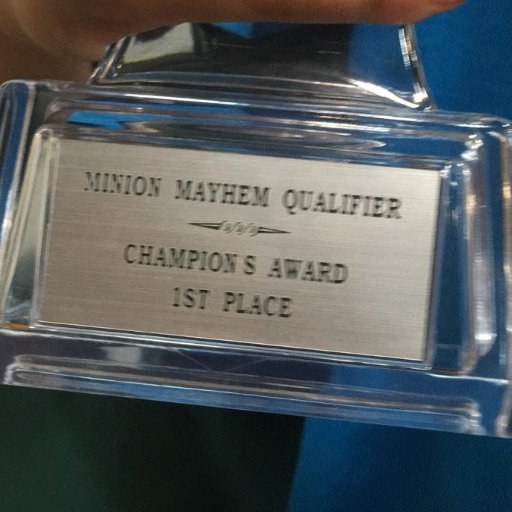 MINION MAYHEM QUALIFIER
CHAMPION S AWARD
1ST PLACE